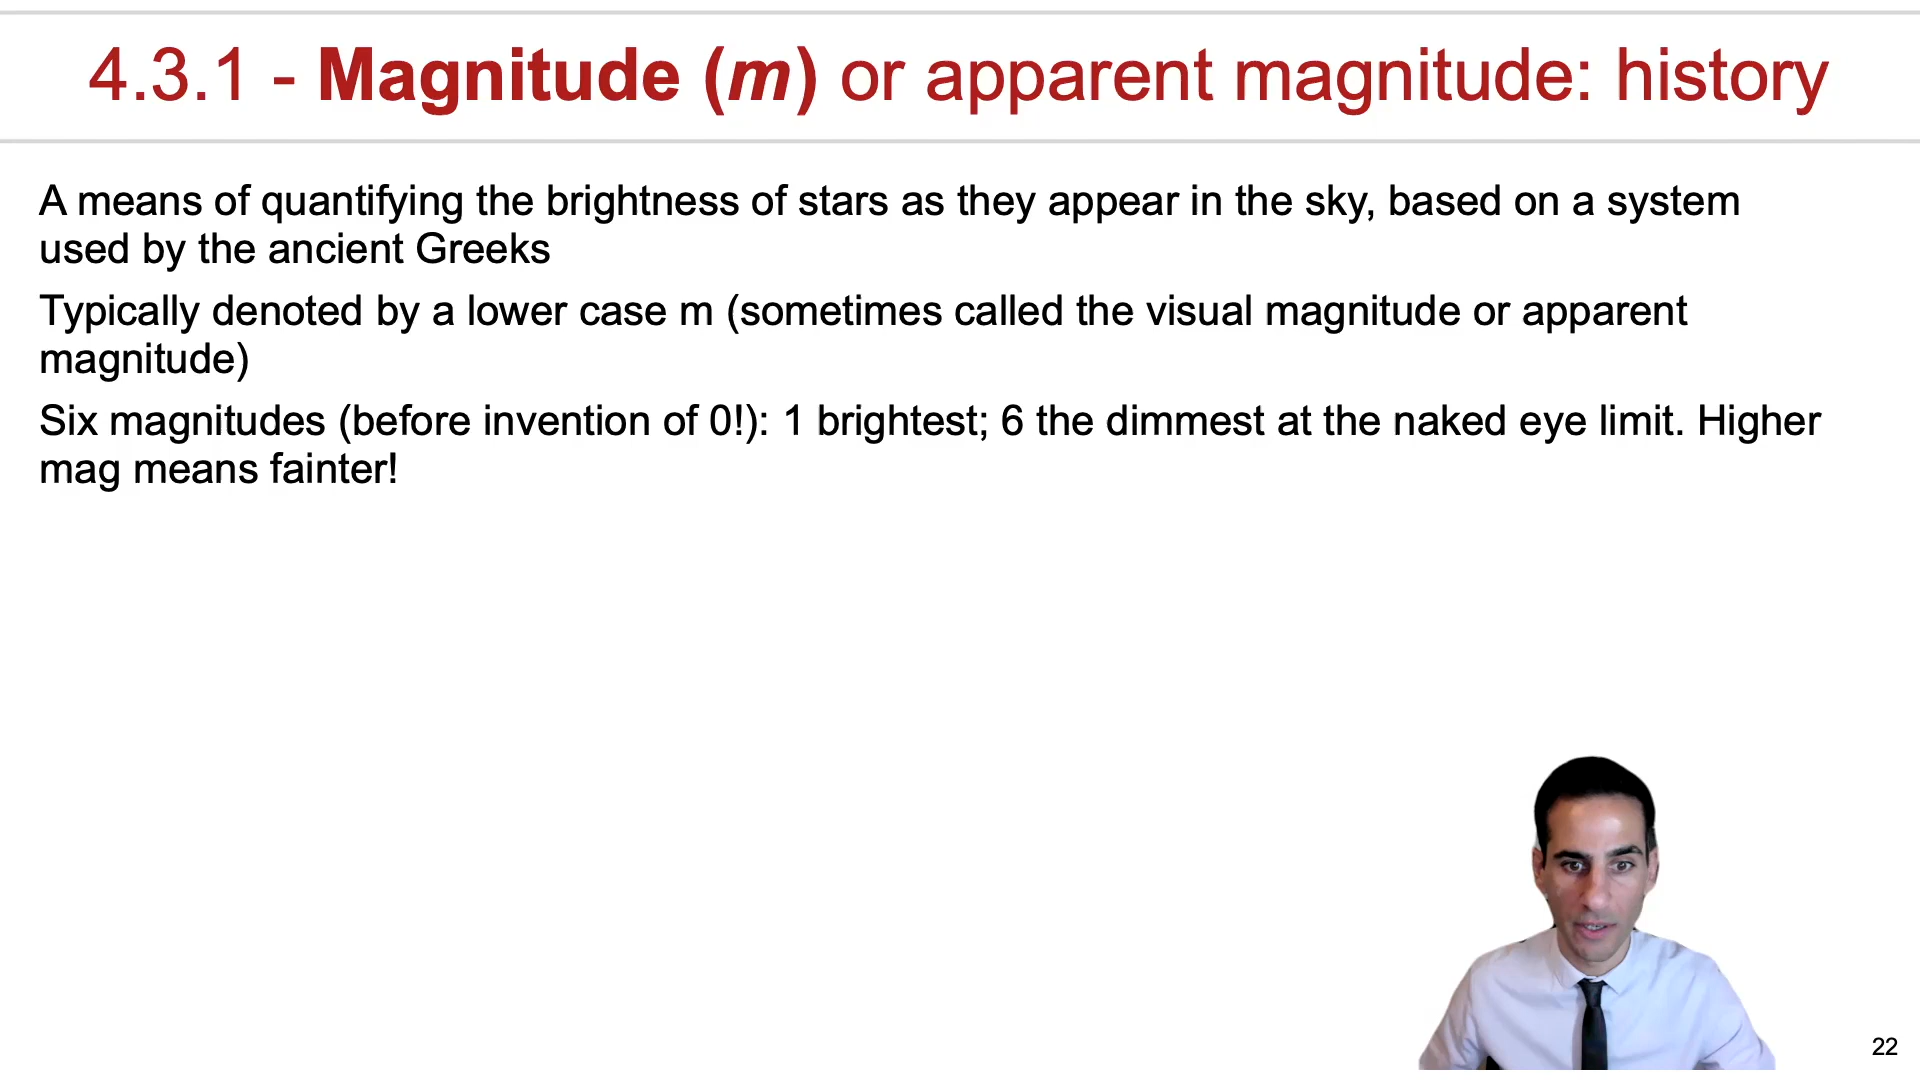 4.3.1 - Magnitude (m) or apparent magnitude: history
A means of quantifying the brightness of stars as they appear in the sky, based on a system
used by the ancient Greeks
Typically denoted by a lower case m (sometimes called the visual magnitude or apparent
magnitude)
Six magnitudes (before invention of 0!): 1 brightest; 6 the dimmest at the naked eye limit. Higher
mag means fainter!
22